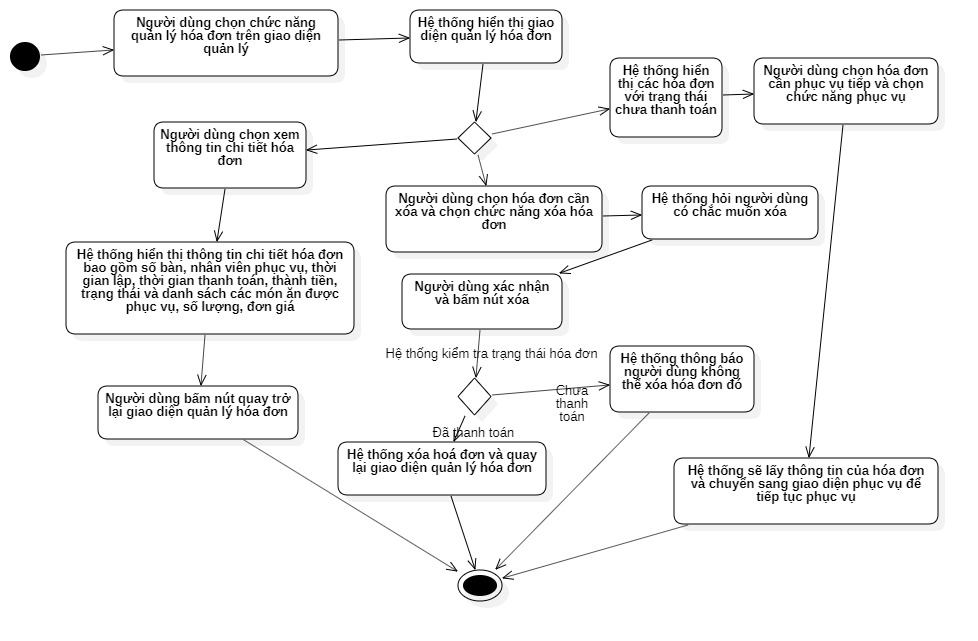 Người dùng chọn chức năng
quản lý hóa đơn trên giao diện
quản lý
Hệ thống hiển thị giao
diện quản lý hóa đơn
Hệ thống hiển
thị các hóa đơn
với trạng thái
chưa thanh toán
Người dùng chọn hóa đơn
cần phục vụ tiếp và chọn
chức năng phục vụ
Người dùng chọn xem
thông tin chi tiết hóa
đơn
Người dùng chọn hóa đơn cần
xóa và chọn chức năng xóa hóa
đơn
Hệ thống hỏi người dùng
có chắc muốn xóa
Hệ thống hiển thị thông tin chi tiết hóa đơn
bao gồm số bàn, nhân viên phục vụ, thời
gian lập, thời gian thanh toán, thành tiền,
trạng thái và danh sách các món ăn được
phục vụ, số lượng, đơn giá
Người dùng xác nhận
và bấm nút xóa
Hệ thống kiểm tra trạng thái hóa đơn
Hệ thống thông báo
người dùng không
thể xóa hóa đơn đó
Chưa
thanh
toán
Người dùng bấm nút quay trở
lại giao diện quản lý hóa đơn
Đã thanh toán
Hệ thống xóa hoá đơn và quay
lại giao diện quản lý hóa đơn
Hệ thống sẽ lấy thông tin của hóa đơn
và chuyển sang giao diện phục vụ để
tiếp tục phục vụ